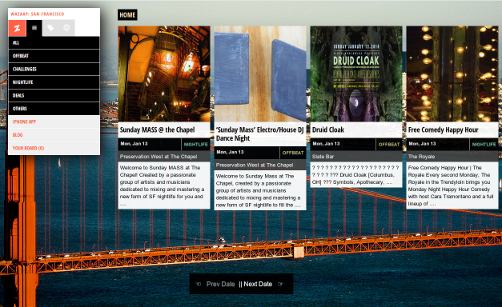 WAZZAP: SAN FRANCISCO
HOME
ALL
OFFBEAT
CHALLENGES
NIGHTLIFE
DEALS
OTHERS
IPHONE APP
BLOG
YOUR BOARD (0)
Sunday MASS @ the Chapel
Mon, Jan 13
NIGHTLIFE
Preservation West at The Chapel
Welcome to Sunday MASS at The
Chapel! Created by a passionate
group of artists and musicians
dedicated to mixing and mastering a
new form of SF nightlife for you and
....
'Sunday Mass' Electro/House DJ
Dance Night
Mon, Jan 13
OFFBEAT
Preservation West at The Chapel
Welcome to Sunday MASS at The
Chapel, created by a passionate
group of artists and musicians
dedicated to mixing and mastering a
new form of SF nightlife to fill the ....
SUNDAY JANUARY 12, 2014
DRUID CLOAK
Druid Cloak
Mon, Jan 13
OFFBEAT
Slate Bar
? ? ? ? ? ? ? ? ? ? ? ? ? ? ? ? ?
? ? ? ? ??? Druid Cloak [Columbus,
OH] ??? Symbols, Apothecary, ....
Free Comedy Happy Hour
Mon, Jan 13
NIGHTLIFE
The Royale
Free Comedy Happy Hour | The
Royale Every second Monday, The
Royale in the Trendyloin brings you
Monday Night Happy Hour Comedy
with host Cara Tramontano and a full
lineup of ....
Prev Date || Next Date